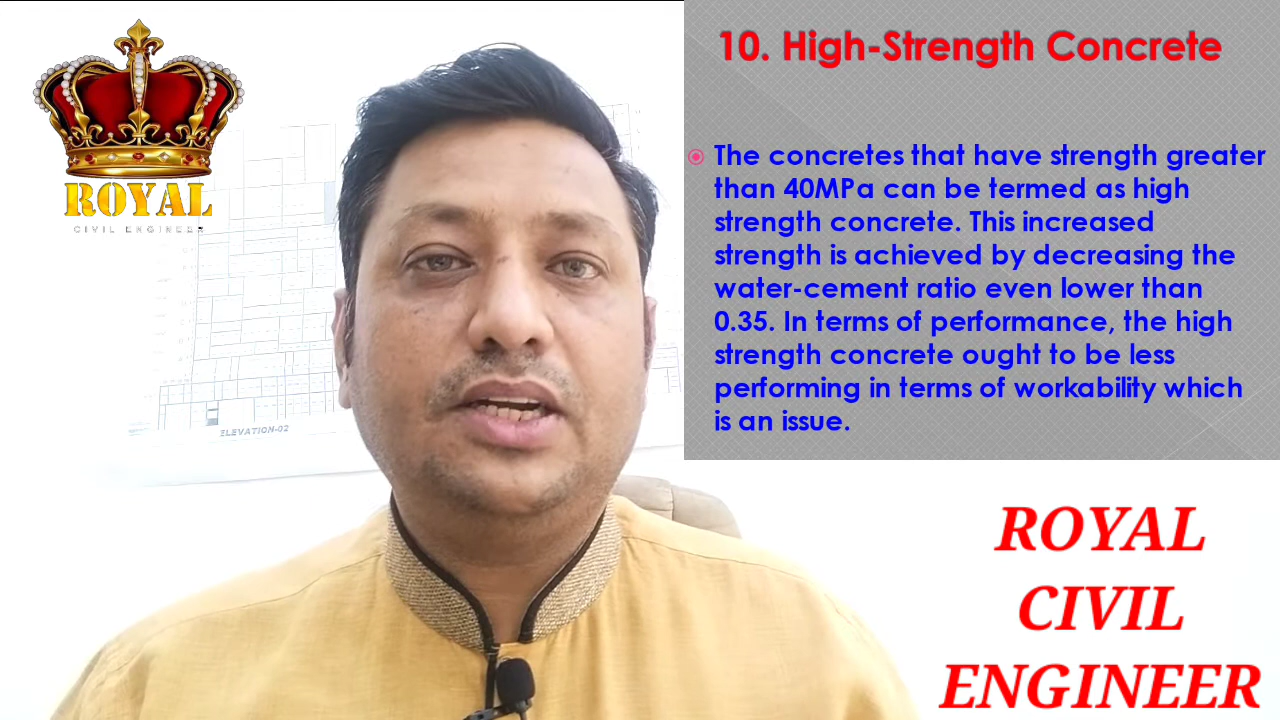 ROYAL
CIVIL ENGINEER
ELEVATION-02
10. High-Strength Concrete
The concretes that have strength greater
than 40MPa can be termed as high
strength concrete. This increased
strength is achieved by decreasing the
water-cement ratio even lower than
0.35. In terms of performance, the high
strength concrete ought to be less
performing in terms of workability which
is an issue.
ROYAL
CIVIL
ENGINEER